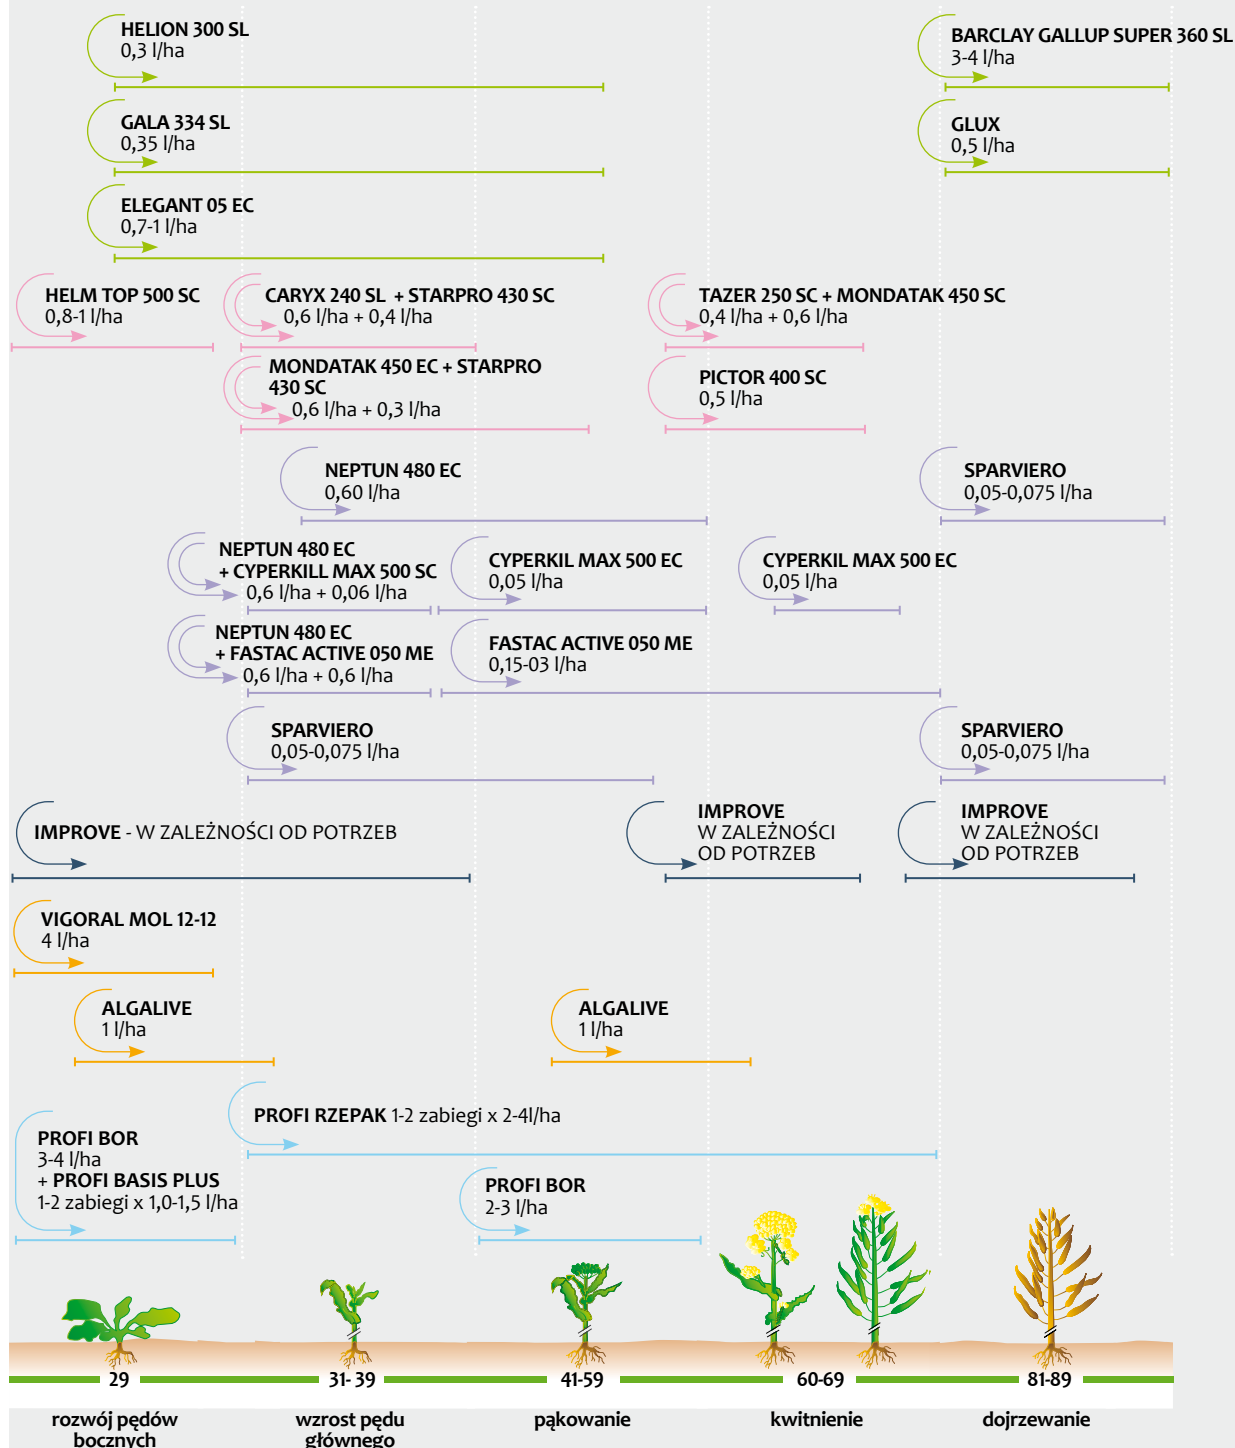 HELION 300 SL
0,3 l/ha
BARCLAY GALLUP SUPER 360 SL
3-4 l/ha
GALA 334 SL
0,35 l/ha
GLUX
0,5 l/ha
ELEGANT 05 EC
0,7-1 l/ha
HELM TOP 500 SC
0,8-1 l/ha
CARYX 240 SL + STARPRO 430 SC
0,6 l/ha + 0,4 l/ha
TAZER 250 SC + MONDATAK 450 SC
0,4 l/ha + 0,6 l/ha
MONDATAK 450 EC + STARPRO
430 SC
0,6 l/ha + 0,3 l/ha
PICTOR 400 SC
0,5 l/ha
NEPTUN 480 EC
0,60 l/ha
SPARVIERO
0,05-0,075 l/ha
NEPTUN 480 EC
+ CYPERKILL MAX 500 SC
0,6 l/ha + 0,06 l/ha
CYPERKIL MAX 500 EC
0,05 l/ha
CYPERKIL MAX 500 EC
0,05 l/ha
NEPTUN 480 EC
+ FASTAC ACTIVE 050 ME
0,6 l/ha + 0,6 l/ha
FASTAC ACTIVE 050 ME
0,15-03 l/ha
SPARVIERO
0,05-0,075 l/ha
SPARVIERO
0,05-0,075 l/ha
IMPROVE - W ZALEŻNOŚCI OD POTRZEB
IMPROVE
W ZALEŻNOŚCI
OD POTRZEB
IMPROVE
W ZALEŻNOŚCI
OD POTRZEB
VIGORAL MOL 12-12
4 l/ha
ALGALIVE
1 l/ha
ALGALIVE
1 l/ha
PROFI RZEPAK 1-2 zabiegi x 2-4l/ha
PROFI BOR
3-4 l/ha
+ PROFI BASIS PLUS
1-2 zabiegi x 1,0-1,5 l/ha
PROFI BOR
2-3 l/ha
29
31- 39
41-59
60-69
81-89
rozwój pędów
bocznych
wzrost pędu
głównego
pąkowanie
kwitnienie
dojrzewanie